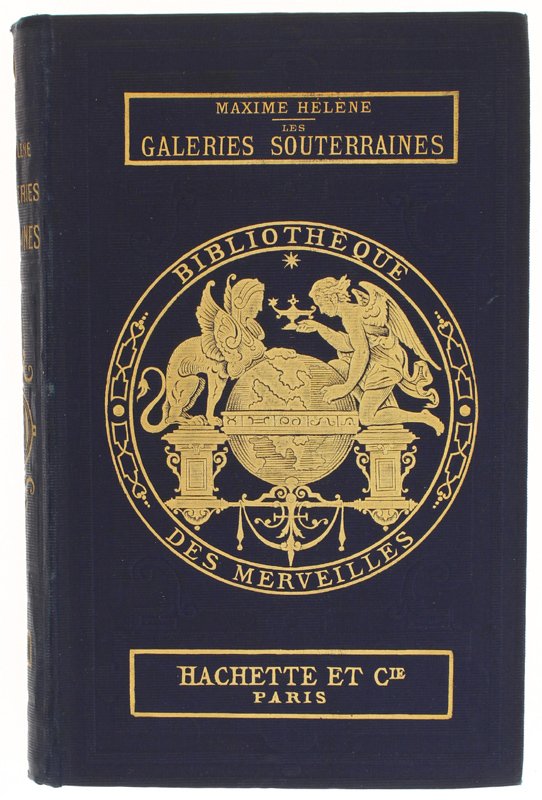 MAXIME HÉLÈNE
LES
GALERIES SOUTERRAINES
BIBLIOTHÈQUE
DES MERVEILLES
HACHETTE ET CIE
PARIS